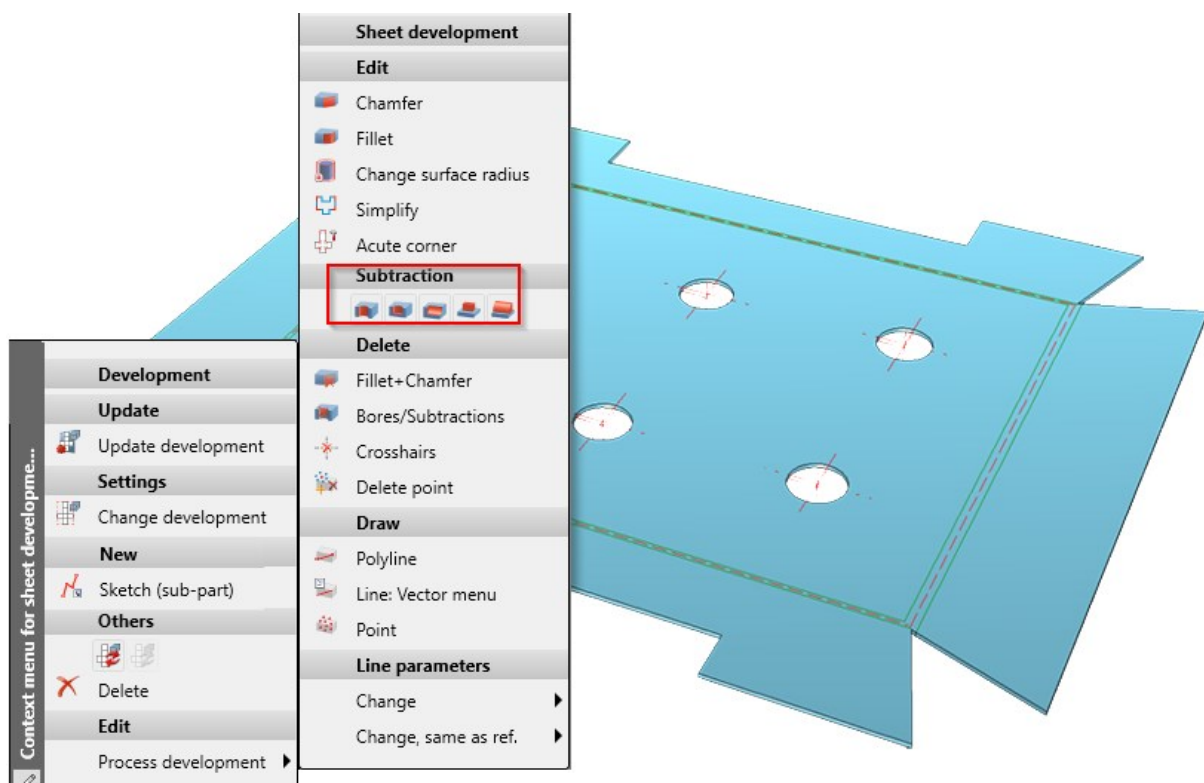 Sheet development
Edit
Chamfer
Fillet
Change surface radius
Simplify
Acute corner
Subtraction
Delete
Fillet+Chamfer
Bores/Subtractions
Crosshairs
Delete point
Draw
Polyline
Line: Vector menu
Point
Line parameters
Change
Change, same as ref.
Context menu for sheet developme...
Development
Update
Update development
Settings
Change development
New
Sketch (sub-part)
Others
Delete
Edit
Process development